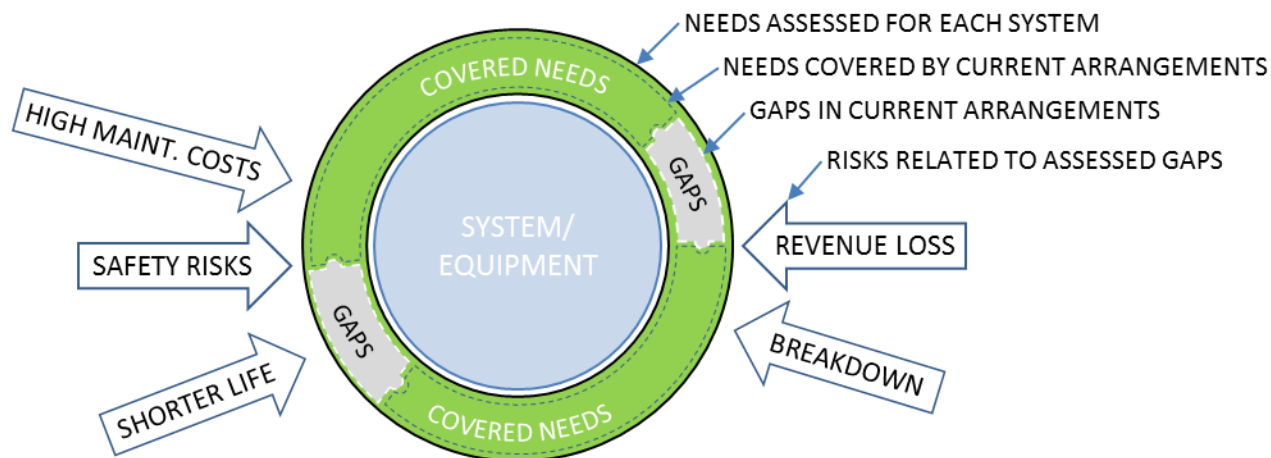 NEEDS ASSESSED FOR EACH SYSTEM
COVERED NEEDS
NEEDS COVERED BY CURRENT ARRANGEMENTS
GAPS IN CURRENT ARRANGEMENTS
HIGH MAINT. COSTS
RISKS RELATED TO ASSESSED GAPS
GAPS
SYSTEM/
EQUIPMENT
REVENUE LOSS
SAFETY RISKS
GAPS
BREAKDOWN
SHORTER LIFE
COVERED NEEDS